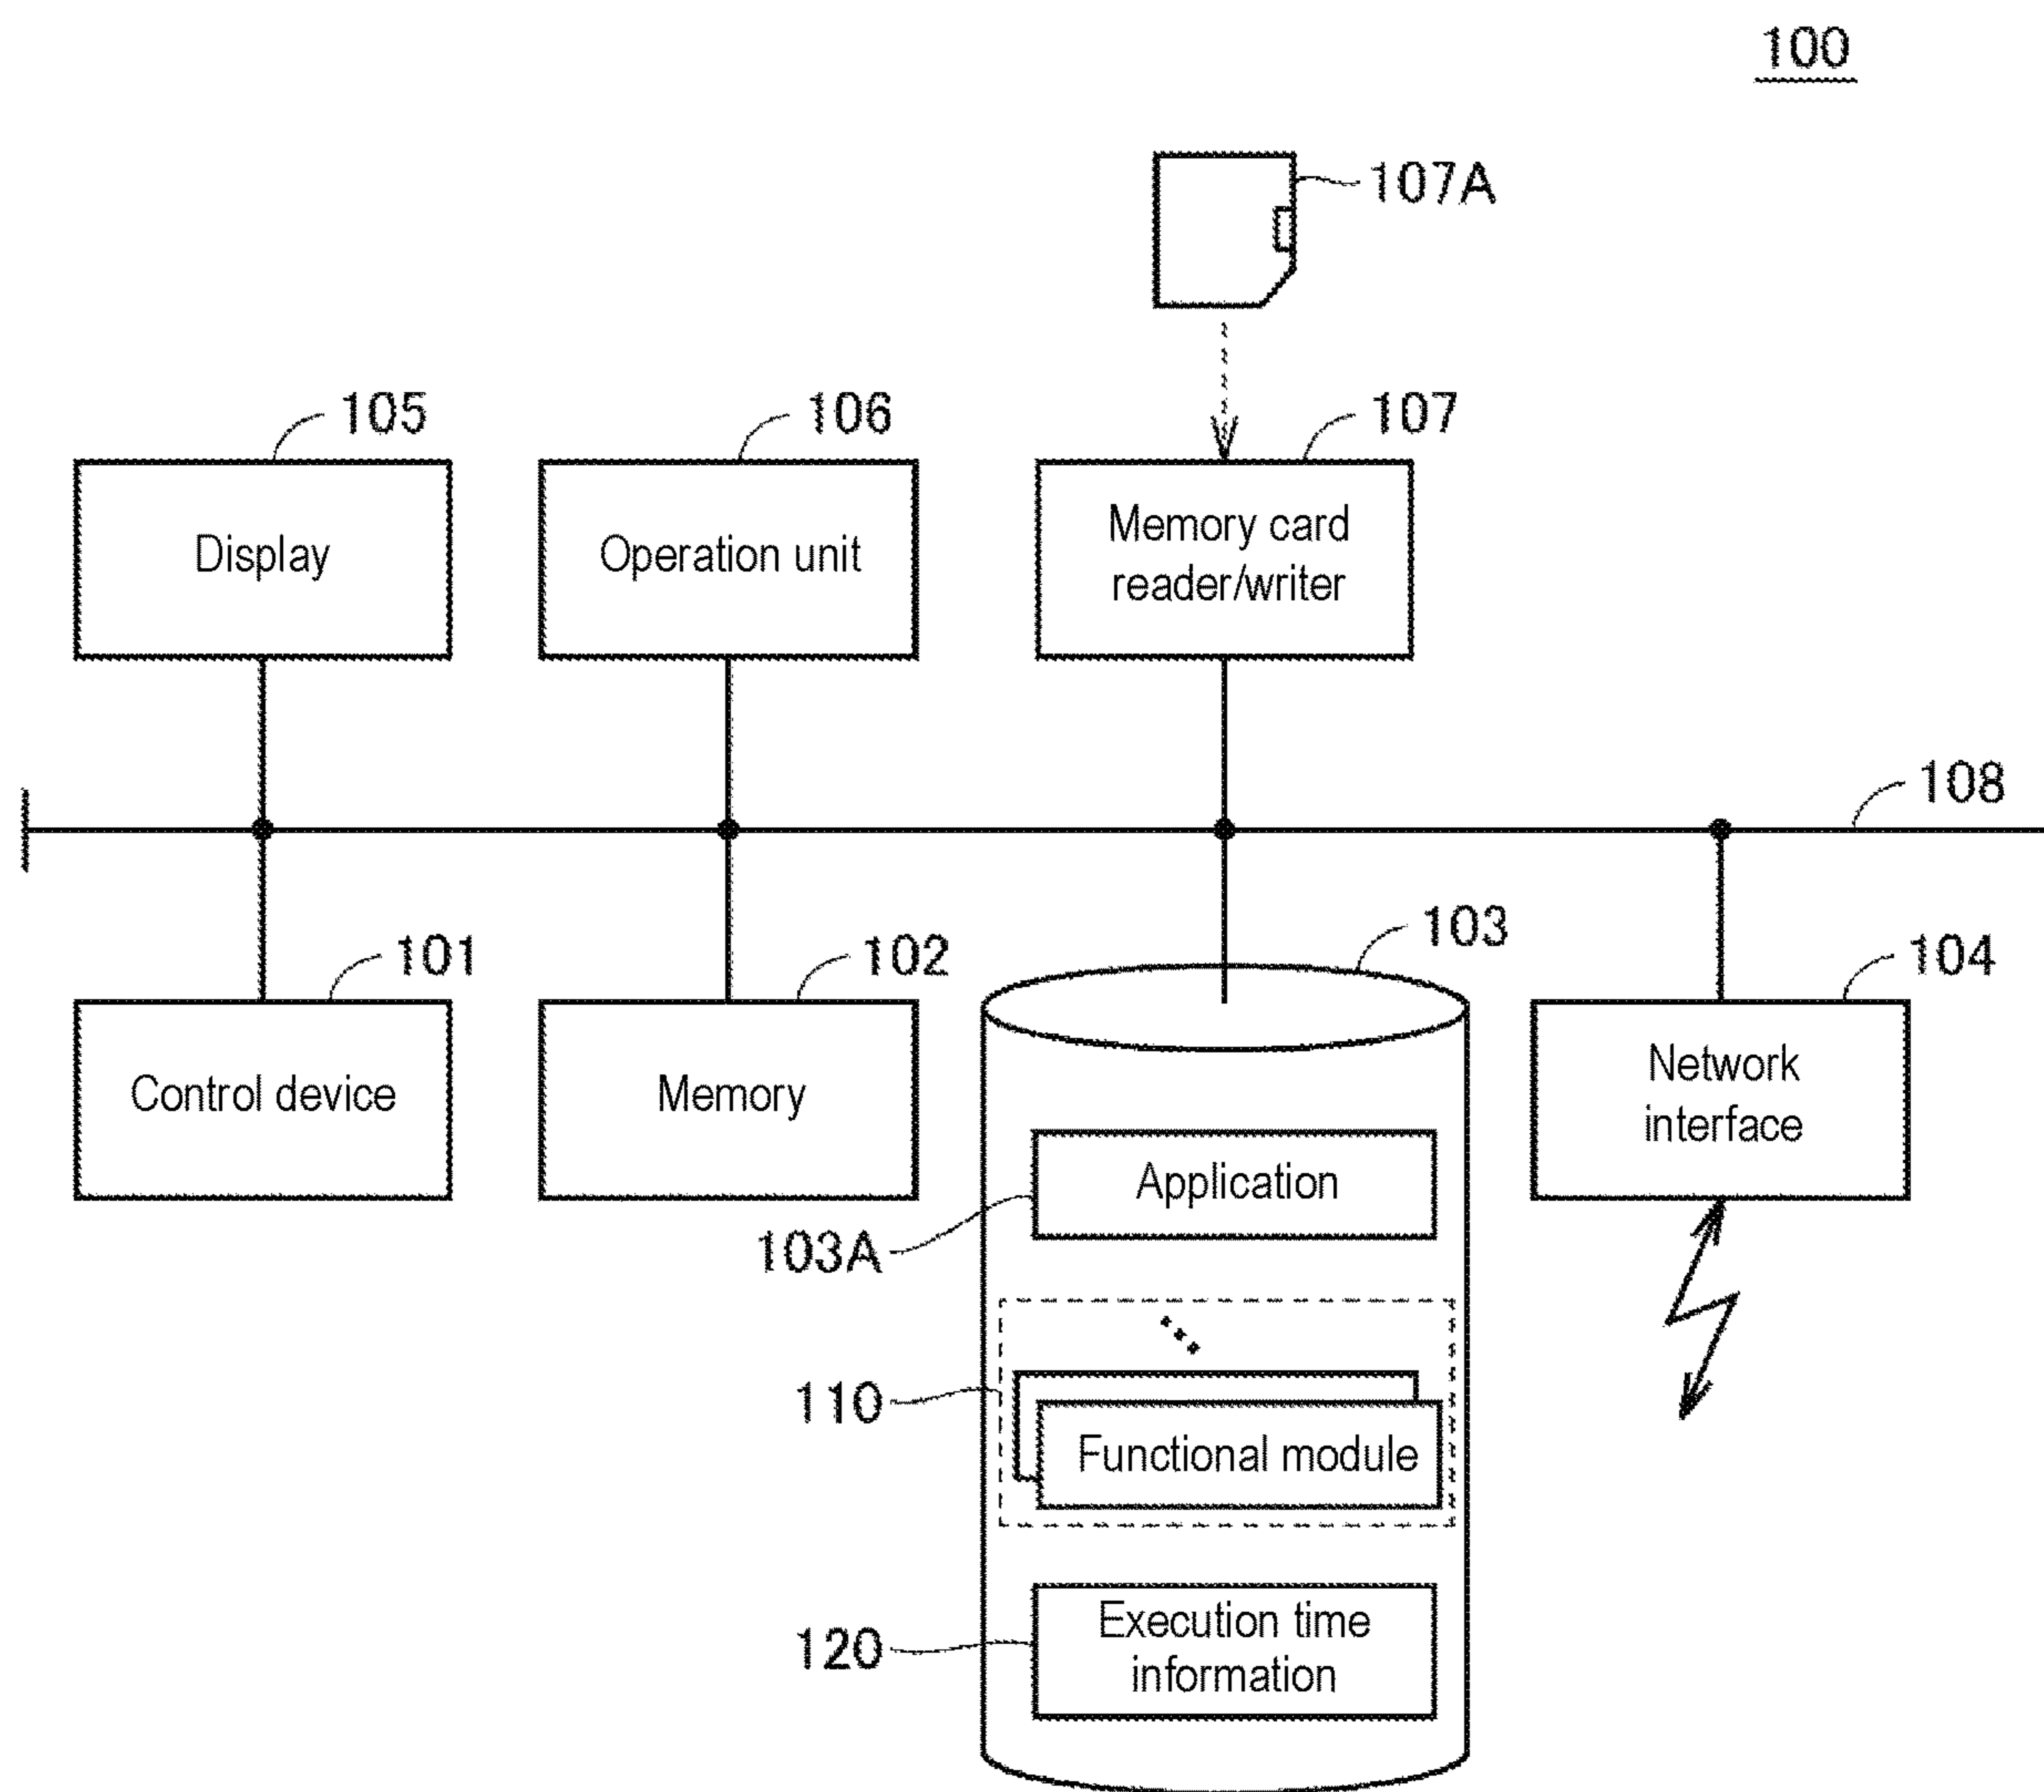 100
107A
105
106
107
Display
Operation unit
Memory card
reader/writer
108
101
102
103
104
Control device
Memory
Network
interface
Application
103A
110
Functional module
120
Execution time
information